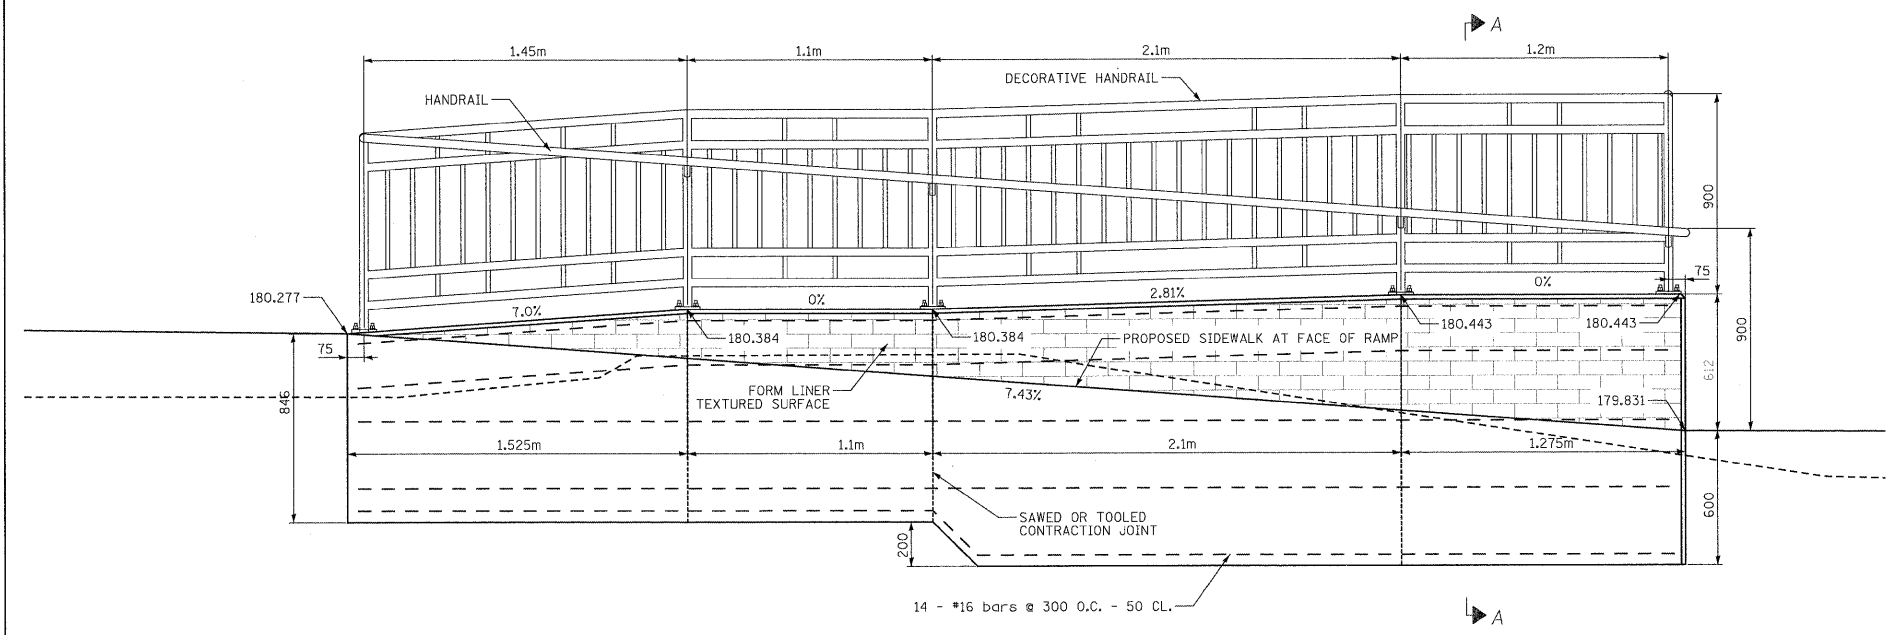 A
1.45m
1.1m
2.1m
1.2m
DECORATIVE HANDRAIL
HANDRAIL
900
75
180.277
7.0%
0%
2.81%
0%
180.384
180.384
180.443
180.443
75
PROPOSED SIDEWALK AT FACE OF RAMP
900
612
FORM LINER
TEXTURED SURFACE
7.43%
179.831
846
1.525m
1.1m
2.1m
1.275m
600
SAWED OR TOOLED
CONTRACTION JOINT
200
14 - #16 bars @ 300 O.C. - 50 CL.
A